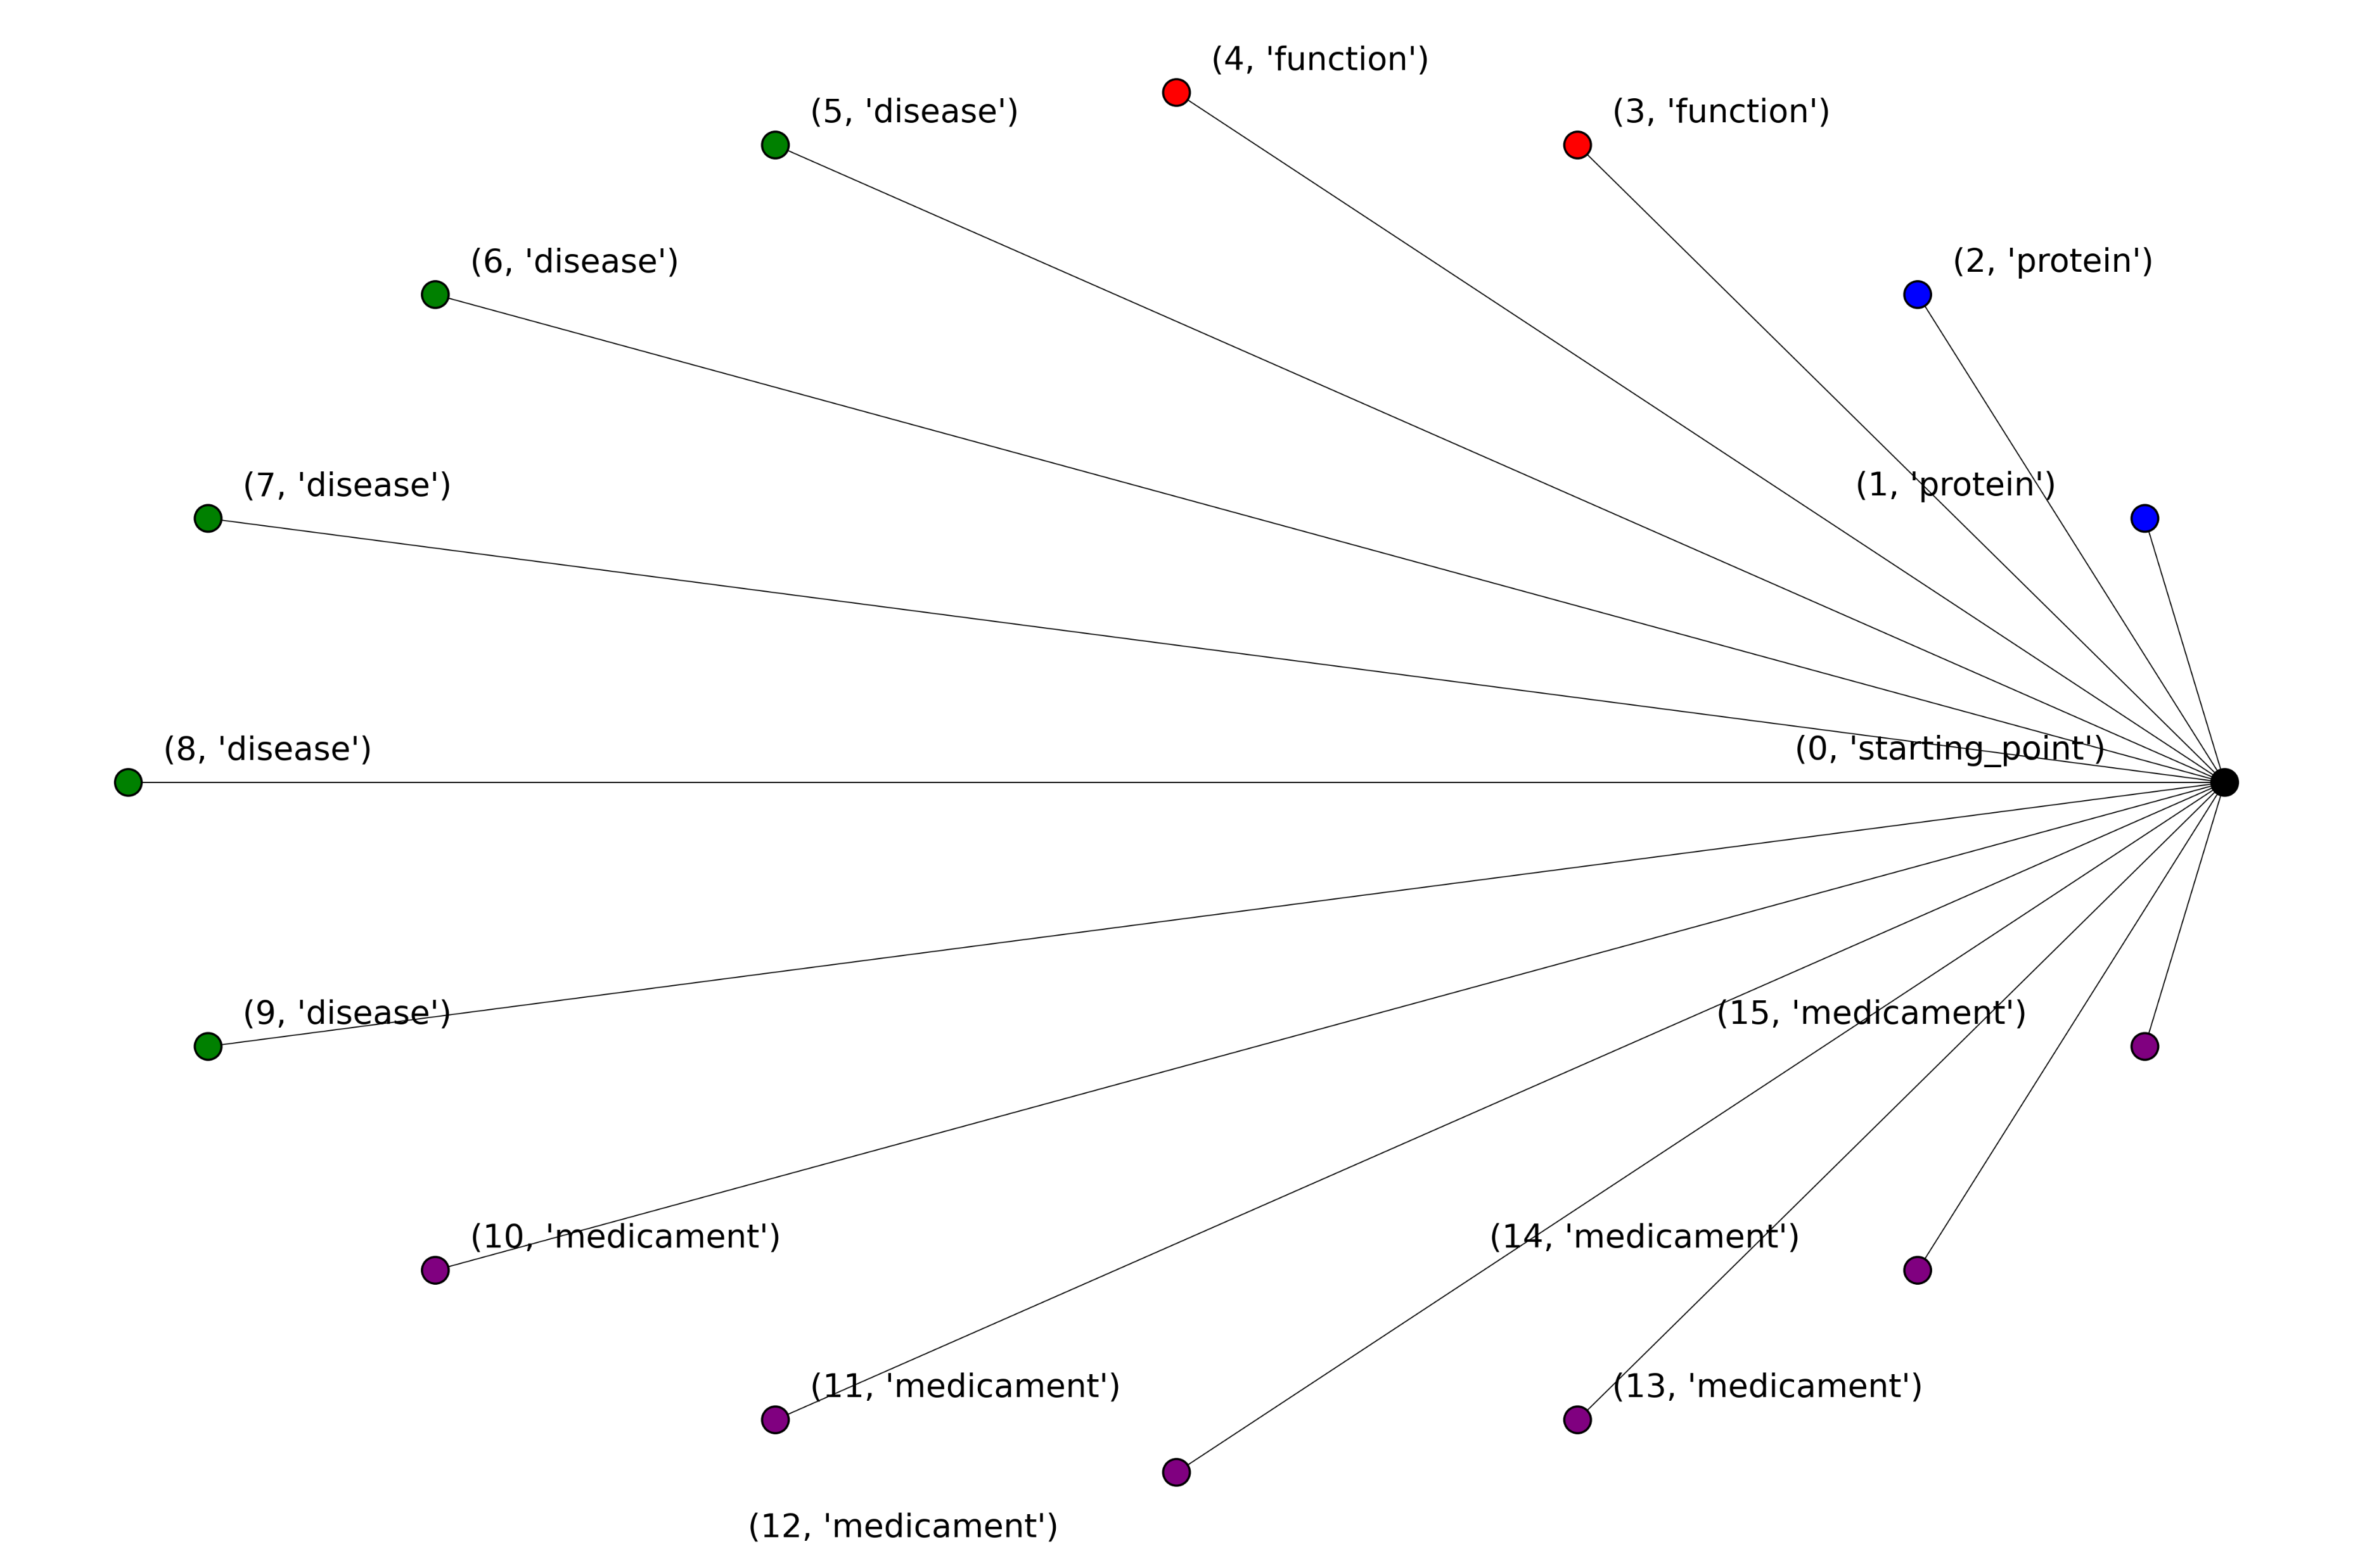 (4, 'function')
(5, 'disease')
(3, 'function')
(6, 'disease')
(2, 'protein')
(7, 'disease')
(1, 'protein')
(8, 'disease')
(0, 'starting_point')
(9, 'disease')
(15, 'medicament')
(10, 'medicament')
(14, 'medicament')
(11, 'medicament')
(13, 'medicament')
(12, 'medicament')